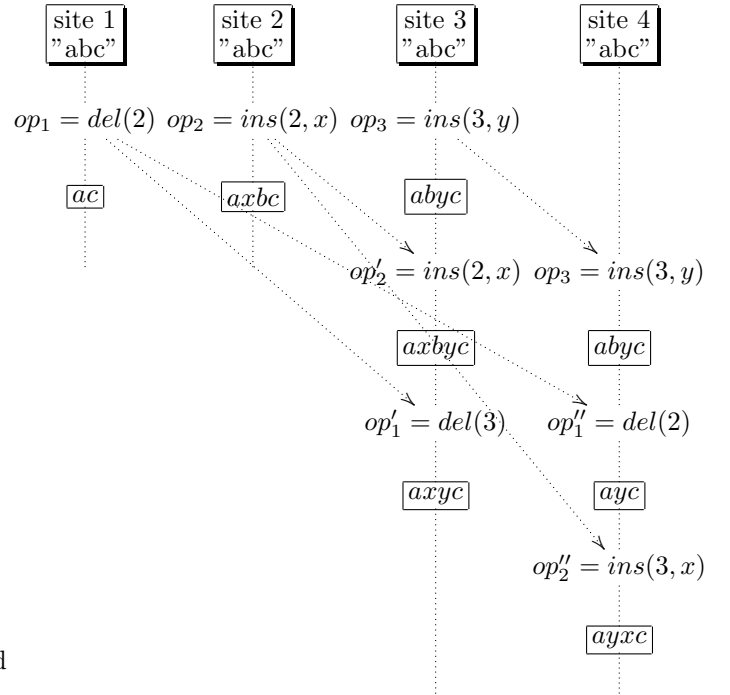 site 1 site 2 site 3 site 4
"abc" "abc" "abc" "abc"
op₁ = del(2) op₂ = ins(2, x) op₃ = ins(3, y)
ac axbc abyc
op′₂ = ins(2, x) op₃ = ins(3, y)
axbyc abyc
op′₁ = del(3) op″₁ = del(2)
axyc ayc
op″₂ = ins(3, x)
ayxc
d